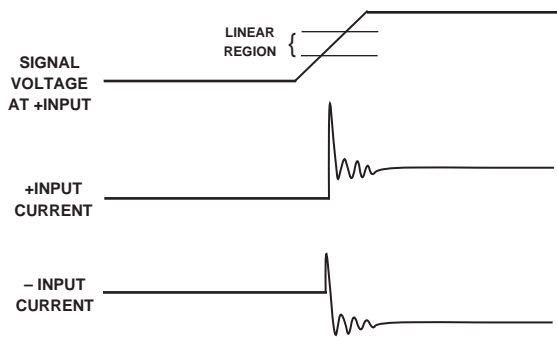 LINEAR
REGION
{
SIGNAL
VOLTAGE
AT +INPUT
+INPUT
CURRENT
– INPUT
CURRENT